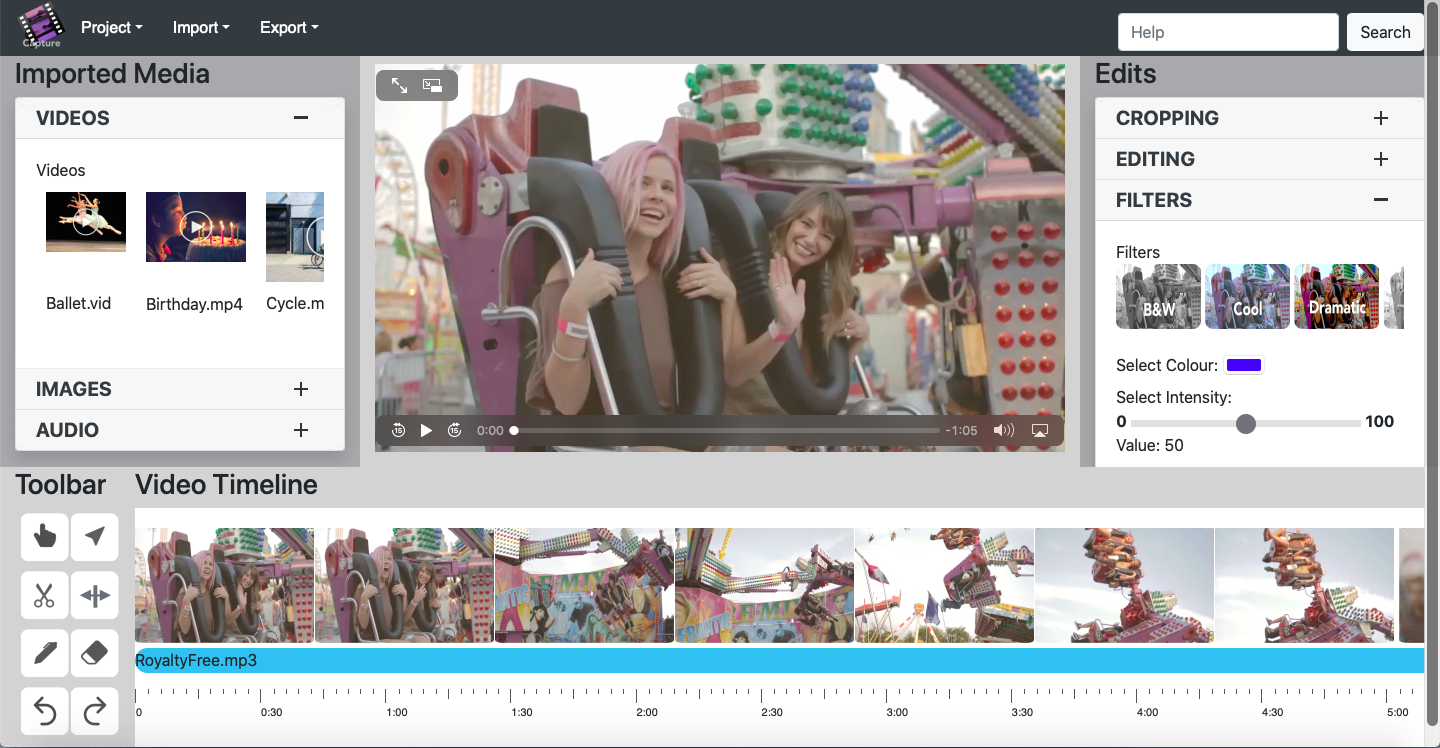 Capture
Project
Import
Export
Help
Search
Imported Media
VIDEOS
Videos
Ballet.vid
Birthday.mp4
Cycle.m
IMAGES
AUDIO
15
15
0:00
-1:05
K
Edits
CROPPING
EDITING
FILTERS
Filters
B&W
Cool
Dramatic
Select Colour:
Select Intensity:
0
100
Value: 50
Toolbar
Video Timeline
RoyaltyFree.mp3
0
0:30
1:00
1:30
2:00
2:30
3:00
3:30
4:00
4:30
5:00